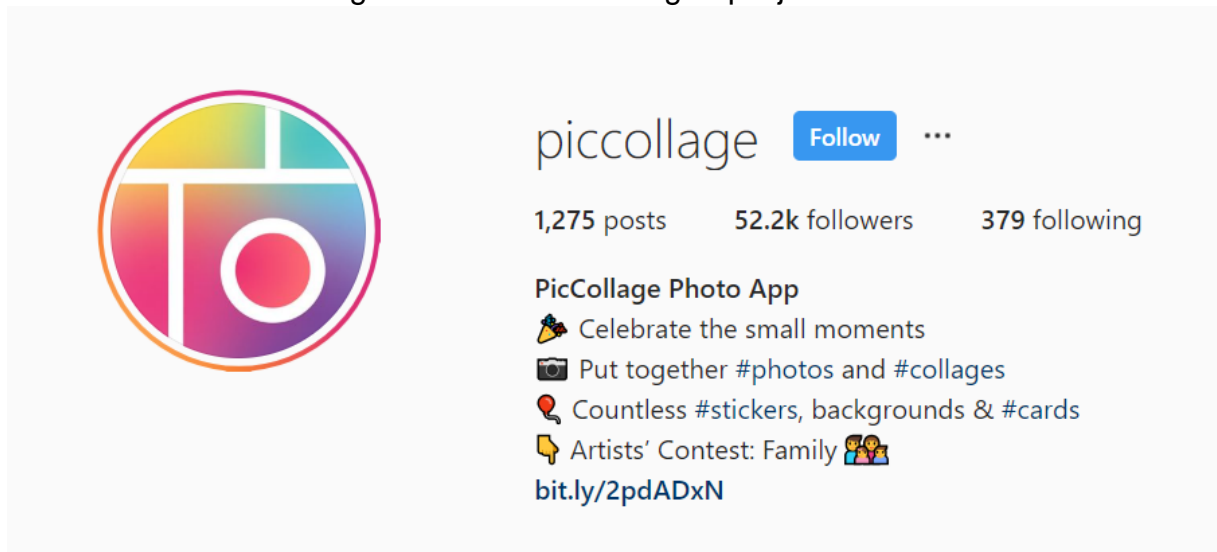 piccollage Follow ...
1,275 posts 52.2k followers 379 following
PicCollage Photo App
🎉 Celebrate the small moments
📷 Put together #photos and #collages
🎈 Countless #stickers, backgrounds & #cards
👇 Artists’ Contest: Family 👨‍👩‍👧‍👦
bit.ly/2pdADxN